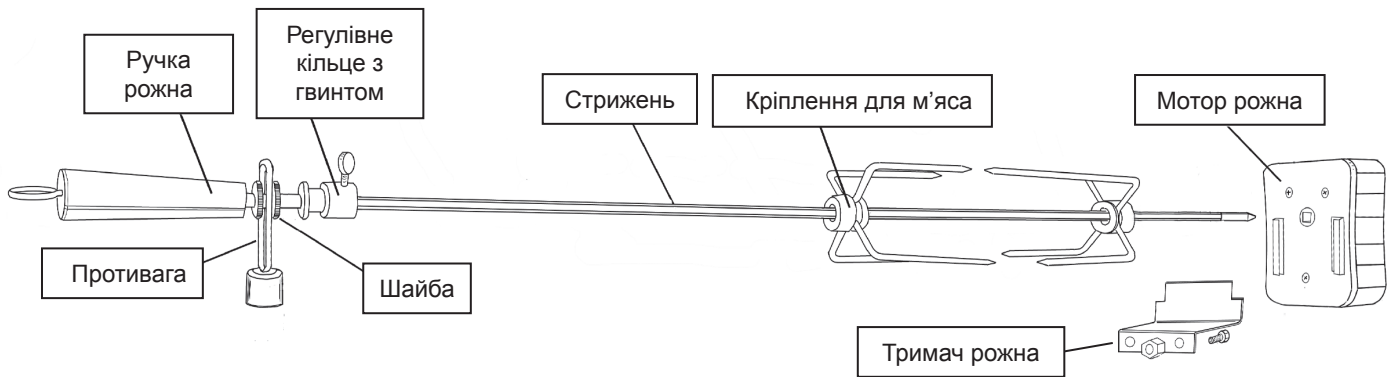 Ручка
рожна
Регулівне
кільце з
гвинтом
Стрижень
Кріплення для м’яса
Мотор рожна
Противага
Шайба
Тримач рожна